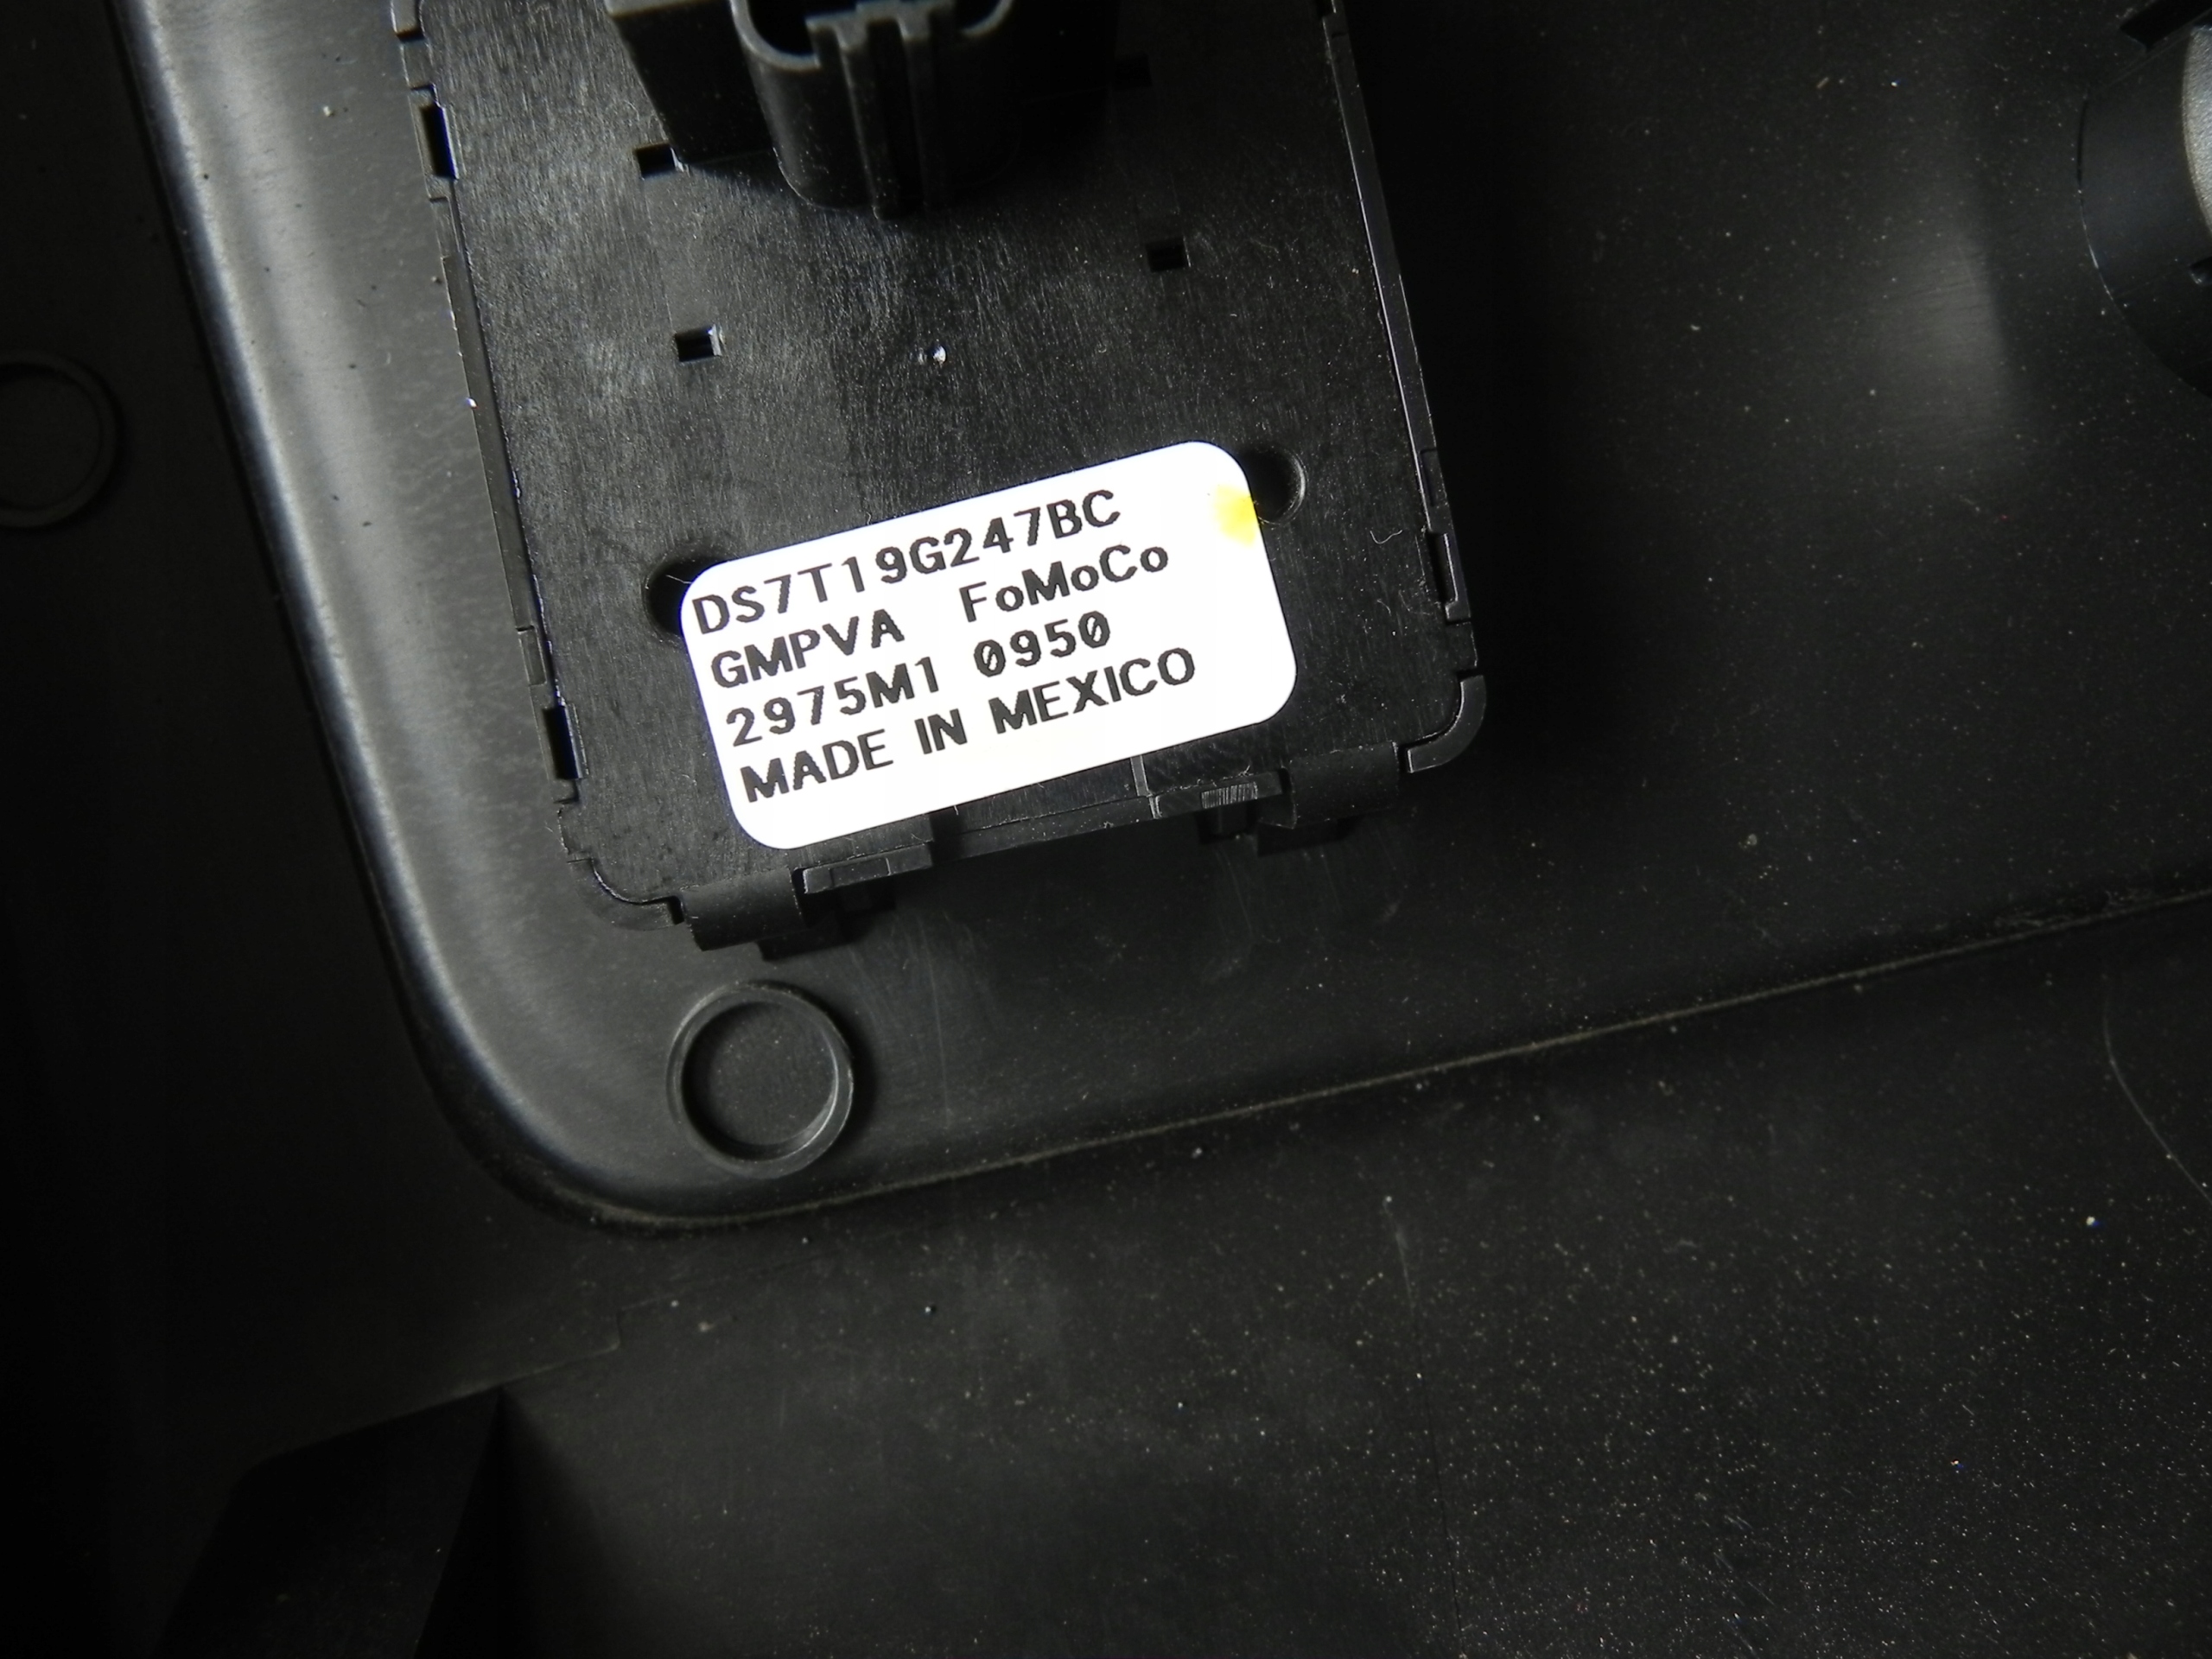 DS7T19G247BC
GMPVA FoMoCo
2975M1 0950
MADE IN MEXICO